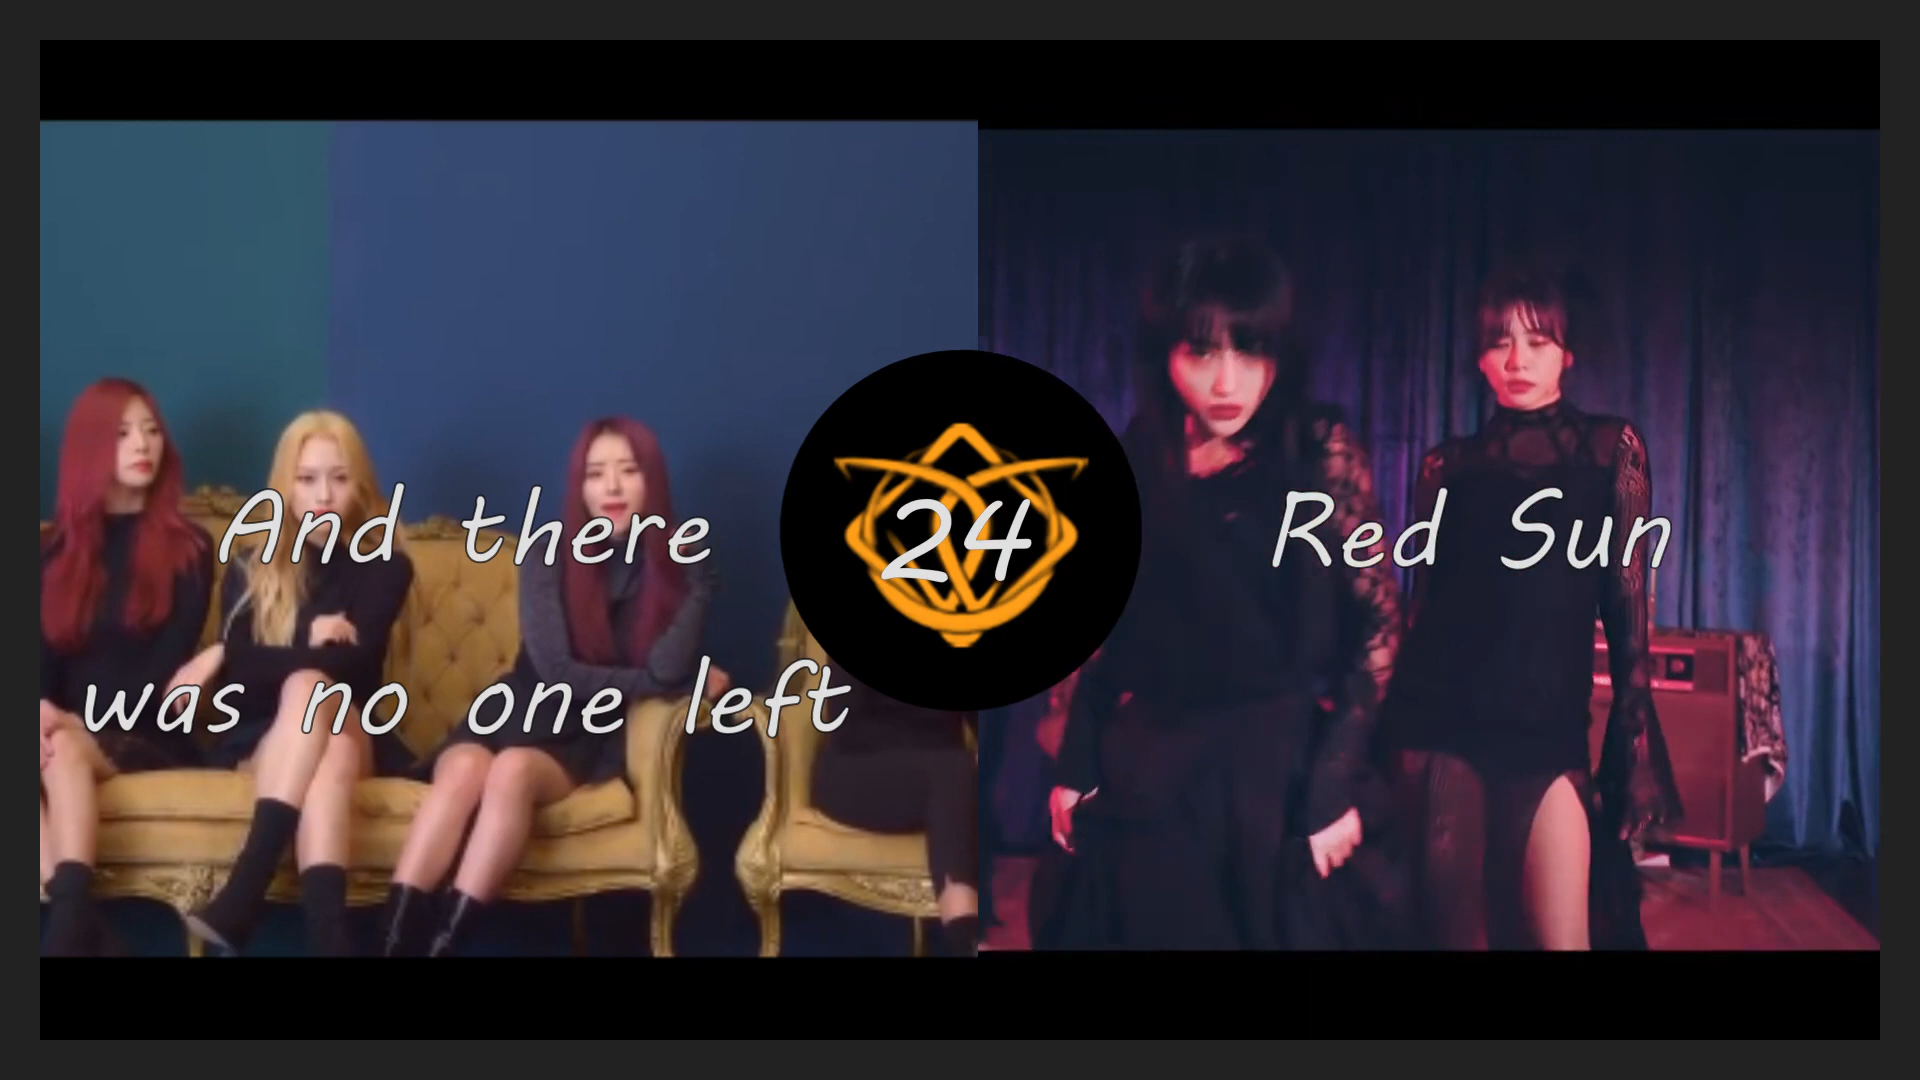 And there
was no one left
24
Red Sun